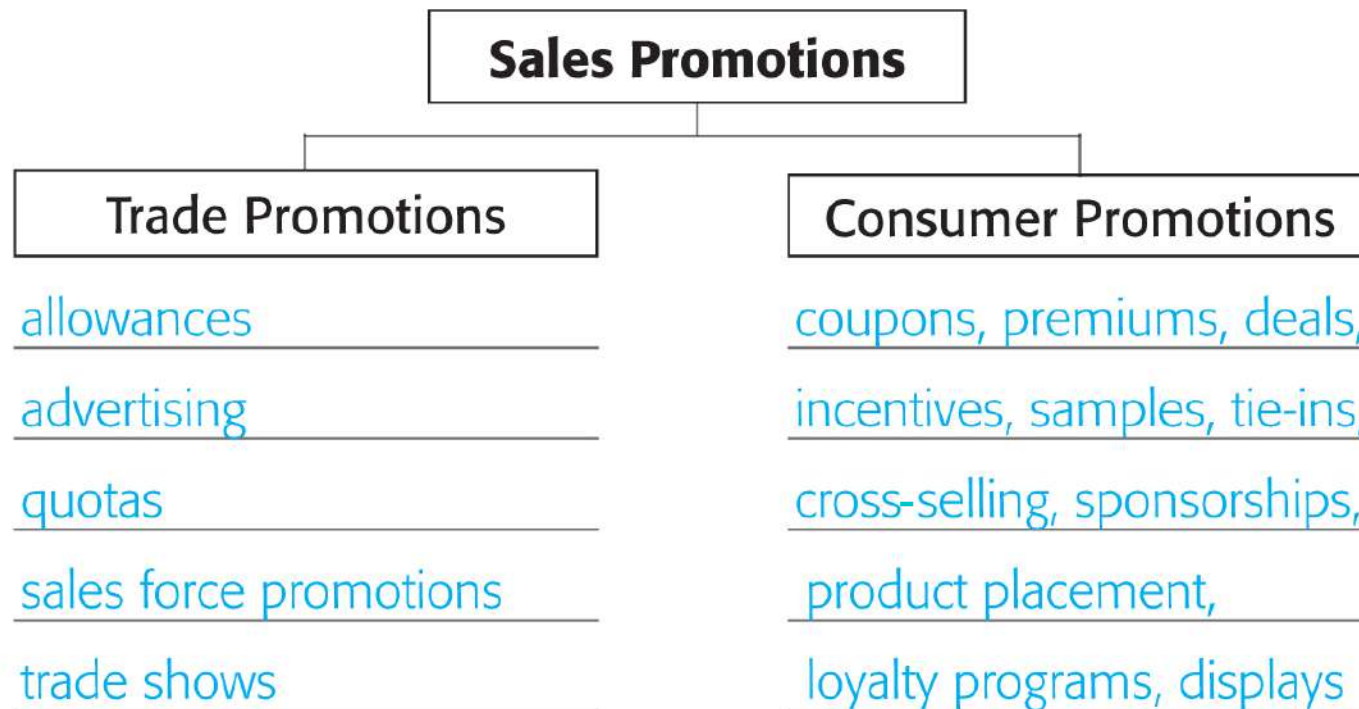 Sales Promotions
Trade Promotions
allowances
advertising
quotas
sales force promotions
trade shows
Consumer Promotions
coupons, premiums, deals,
incentives, samples, tie-ins,
cross-selling, sponsorships,
product placement,
loyalty programs, displays